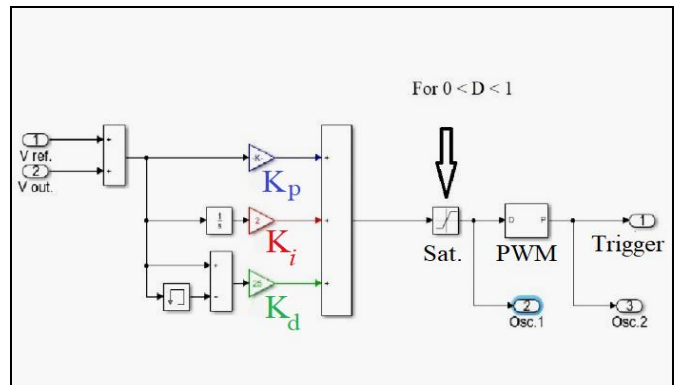 For 0 < D < 1
1
V ref.
2
V out.
+
+
-K-
Kp
1
s
2
Ki
+
-
25
Kd
+
+
+
Sat.
D P
PWM
1
Trigger
2
Osc.1
3
Osc.2